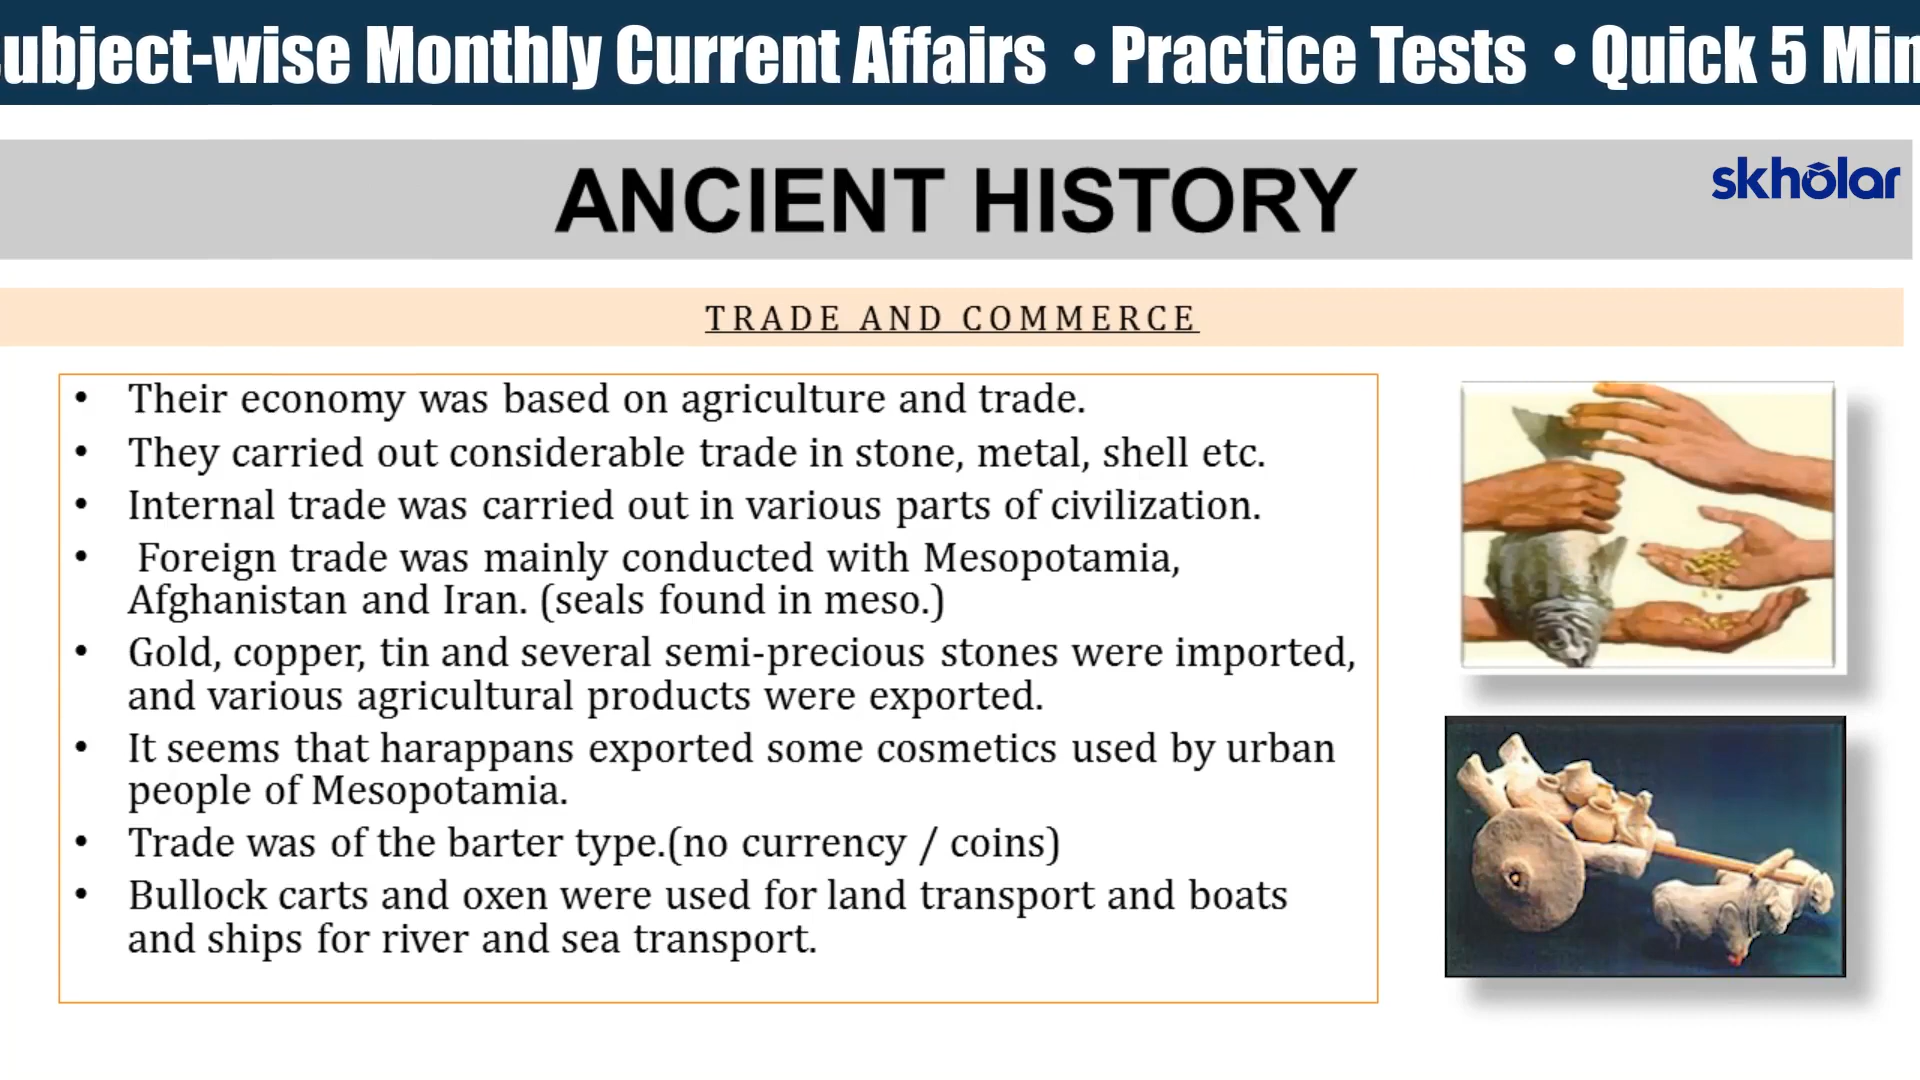 ubject-wise Monthly Current Affairs • Practice Tests • Quick 5 Min
ANCIENT HISTORY
skholar
TRADE AND COMMERCE
• Their economy was based on agriculture and trade.
• They carried out considerable trade in stone, metal, shell etc.
• Internal trade was carried out in various parts of civilization.
• Foreign trade was mainly conducted with Mesopotamia,
Afghanistan and Iran. (seals found in meso.)
• Gold, copper, tin and several semi-precious stones were imported,
and various agricultural products were exported.
• It seems that harappans exported some cosmetics used by urban
people of Mesopotamia.
• Trade was of the barter type.(no currency / coins)
• Bullock carts and oxen were used for land transport and boats
and ships for river and sea transport.